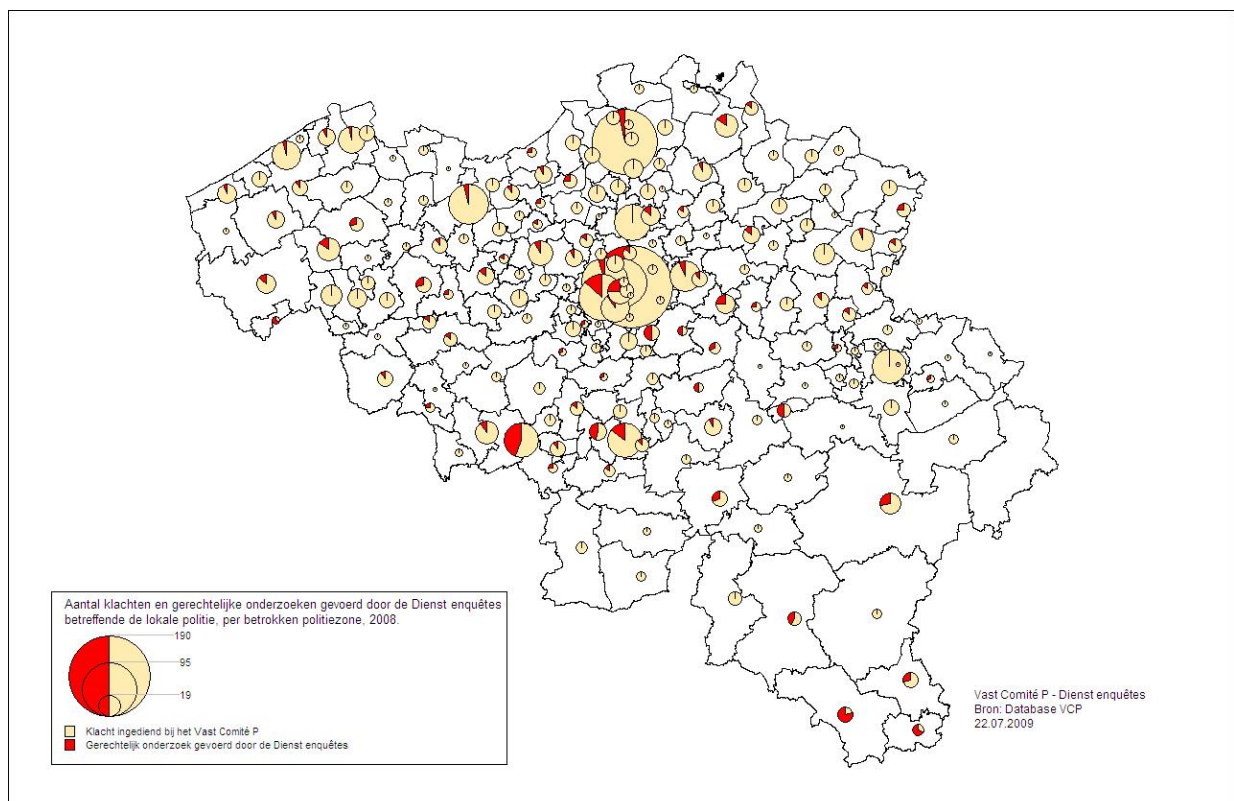 Aantal klachten en gerechtelijke onderzoeken gevoerd door de Dienst enquêtes
betreffende de lokale politie, per betrokken politiezone, 2008.
190
95
19
Klacht ingediend bij het Vast Comité P
Gerechtelijk onderzoek gevoerd door de Dienst enquêtes
Vast Comité P - Dienst enquêtes
Bron: Database VCP
22.07.2009